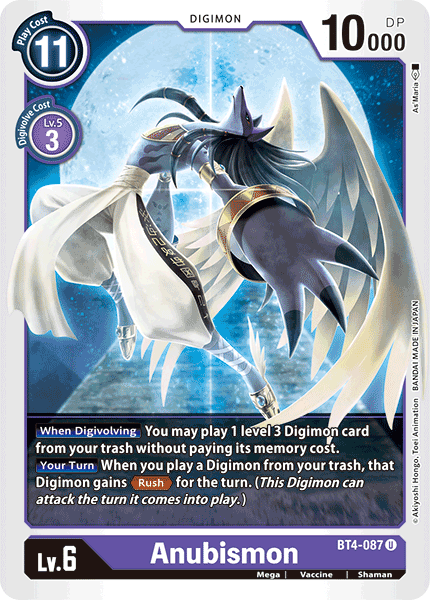 Play Cost
11
DIGIMON
DP
10000
Digivolve Cost
Lv.5
3
As'Maria
When Digivolving You may play 1 level 3 Digimon card
from your trash without paying its memory cost.
Your Turn When you play a Digimon from your trash, that
Digimon gains Rush for the turn. (This Digimon can
attack the turn it comes into play.)
©Akiyoshi Hongo, Toei Animation BANDAI MADE IN JAPAN
BT4-087 U
Lv.6
Anubismon
Mega | Vaccine | Shaman